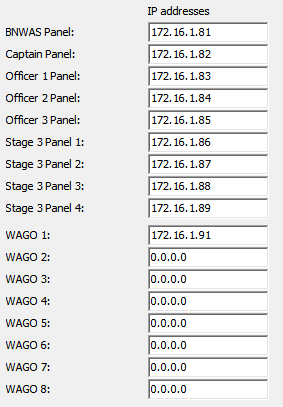 IP addresses
BNWAS Panel: 172.16.1.81
Captain Panel: 172.16.1.82
Officer 1 Panel: 172.16.1.83
Officer 2 Panel: 172.16.1.84
Officer 3 Panel: 172.16.1.85
Stage 3 Panel 1: 172.16.1.86
Stage 3 Panel 2: 172.16.1.87
Stage 3 Panel 3: 172.16.1.88
Stage 3 Panel 4: 172.16.1.89
WAGO 1: 172.16.1.91
WAGO 2: 0.0.0.0
WAGO 3: 0.0.0.0
WAGO 4: 0.0.0.0
WAGO 5: 0.0.0.0
WAGO 6: 0.0.0.0
WAGO 7: 0.0.0.0
WAGO 8: 0.0.0.0